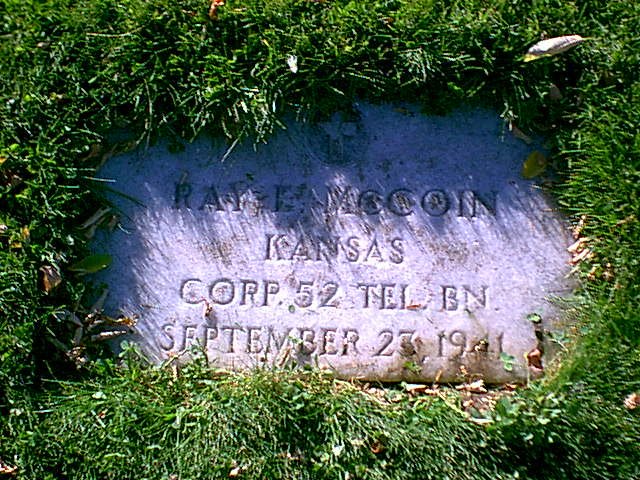 RAY E. MCCOIN
KANSAS
CORP. 52 TEL. BN.
SEPTEMBER 23, 1941